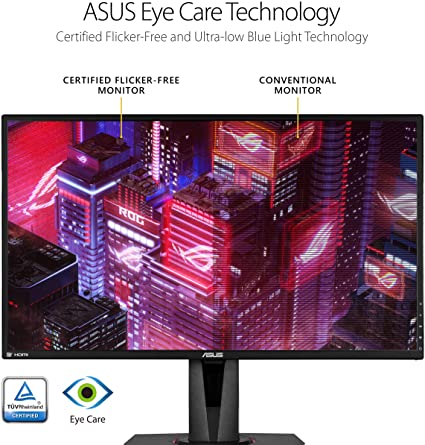 ASUS Eye Care Technology
Certified Flicker-Free and Ultra-low Blue Light Technology
CERTIFIED FLICKER-FREE
MONITOR
CONVENTIONAL
MONITOR
ROG
HDMI
ASUS
TÜVRheinland
CERTIFIED
Eye Care